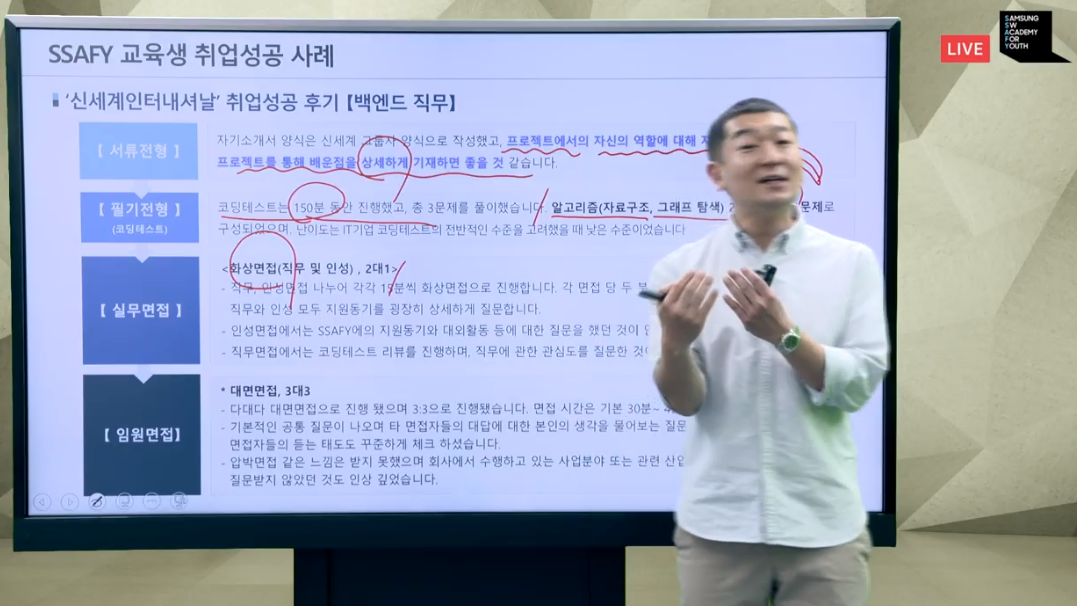 SSAFY 교육생 취업성공 사례
LIVE
SAMSUNG
SW
ACADEMY
FOR
YOUTH
'신세계인터내셔날' 취업성공 후기 [백엔드 직무]
[ 서류전형 ]
자기소개서 양식은 신세계 그룹사 양식으로 작성했고, 프로젝트에서의 자신의 역할에 대해
프로젝트를 통해 배운점을 상세하게 기재하면 좋을 것 같습니다.
[ 필기전형 ]
(코딩테스트)
코딩테스트는 150분 동안 진행했고, 총 3문제를 풀이했습니다. 알고리즘(자료구조, 그래프 탐색) 문제로
구성되었으며, 난이도는 IT기업 코딩테스트의 전반적인 수준을 고려했을 때 낮은 수준이었습니다
[ 실무면접 ]
<화상면접(직무 및 인성) , 2대1>
- 직무, 인성면접 나누어 각각 15분씩 화상면접으로 진행합니다. 각 면접 당 두
직무와 인성 모두 지원동기를 굉장히 상세하게 질문합니다.
- 인성면접에서는 SSAFY에의 지원동기와 대외활동 등에 대한 질문을 했던 것이
- 직무면접에서는 코딩테스트 리뷰를 진행하며, 직무에 관한 관심도를 질문한
[ 임원면접]
* 대면면접, 3대3
- 다대다 대면면접으로 진행 됐으며 3:3으로 진행됐습니다. 면접 시간은 기본 30분~
- 기본적인 공통 질문이 나오며 타 면접자들의 대답에 대한 본인의 생각을 물어보는 질문
면접자들의 듣는 태도도 꾸준하게 체크 하셨습니다.
- 압박면접 같은 느낌은 받지 못했으며 회사에서 수행하고 있는 사업분야 또는 관련
질문받지 않았던 것도 인상 깊었습니다.